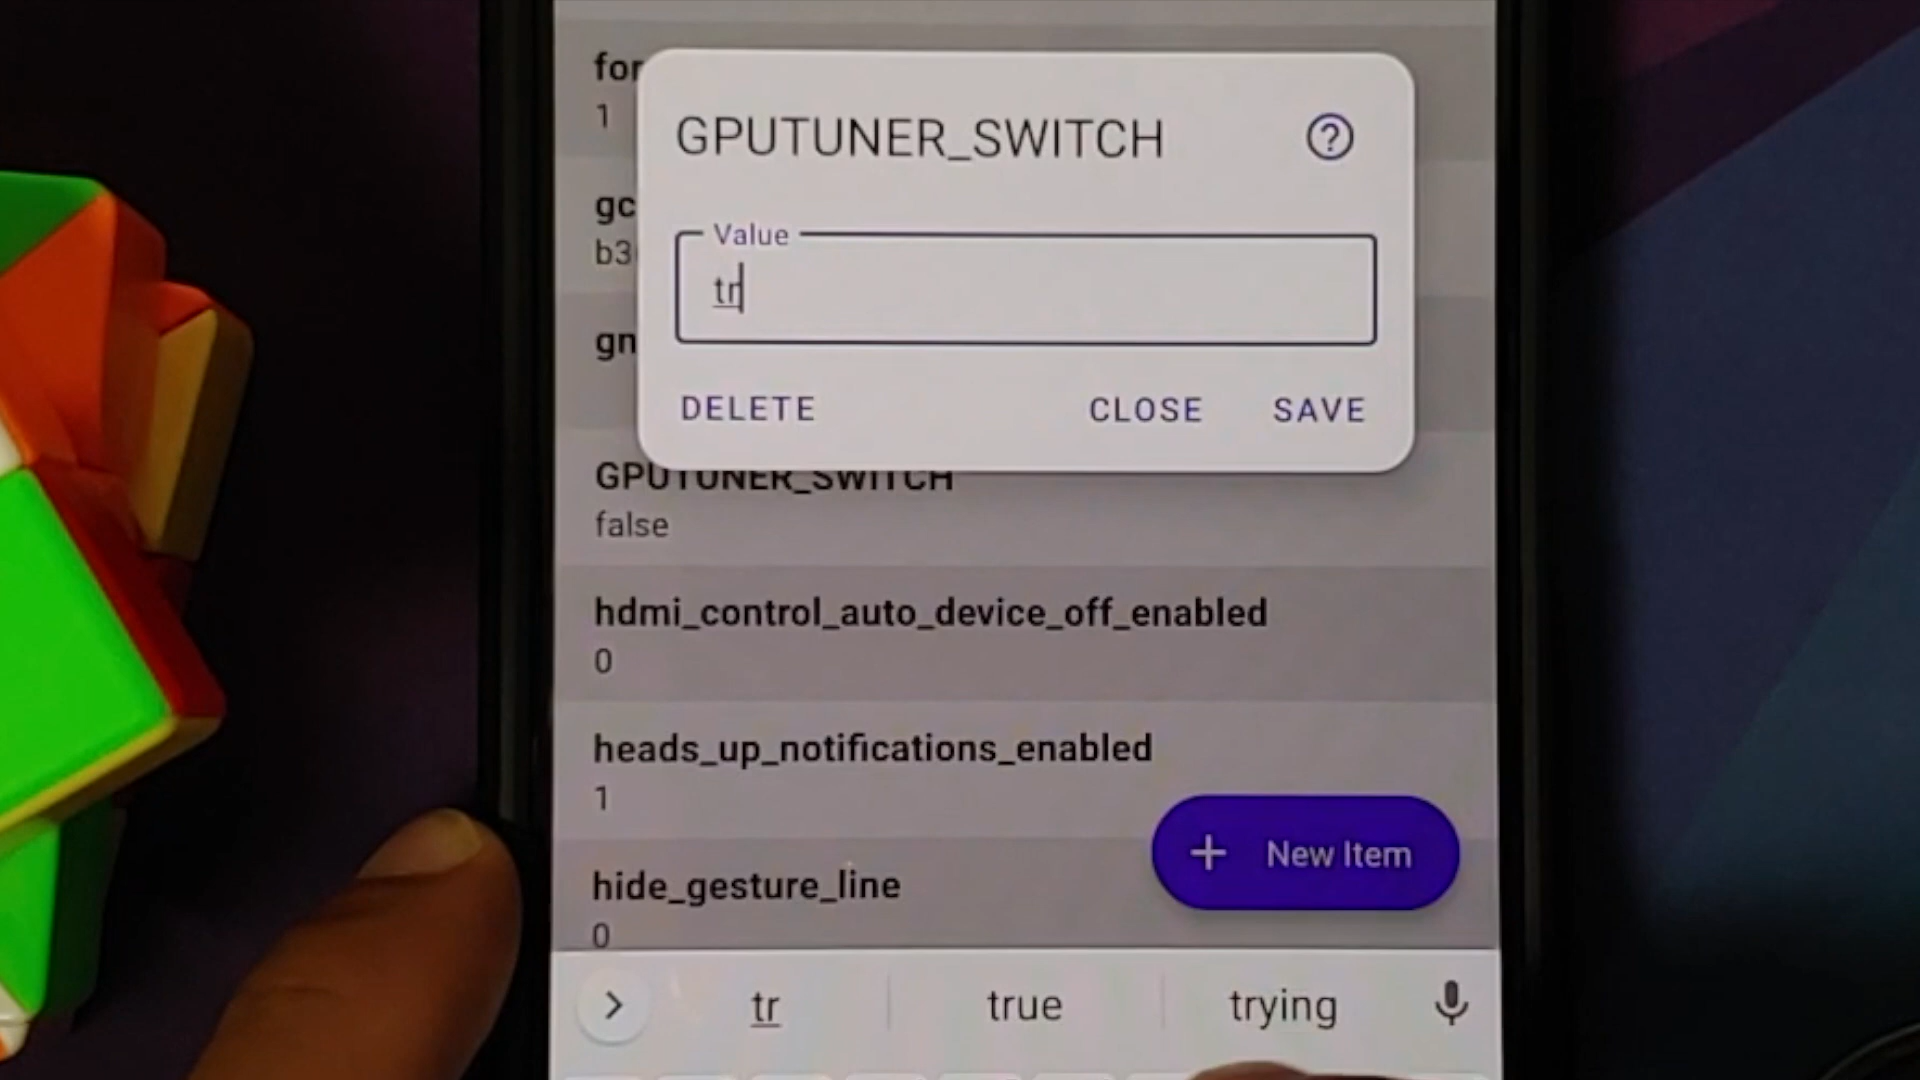 for
1
GPUTUNER_SWITCH
gc
b3
Value
tr
gn
DELETE
CLOSE
SAVE
GPUTUNER_SWITCH
false
hdmi_control_auto_device_off_enabled
0
heads_up_notifications_enabled
1
+ New Item
hide_gesture_line
0
tr
true
trying